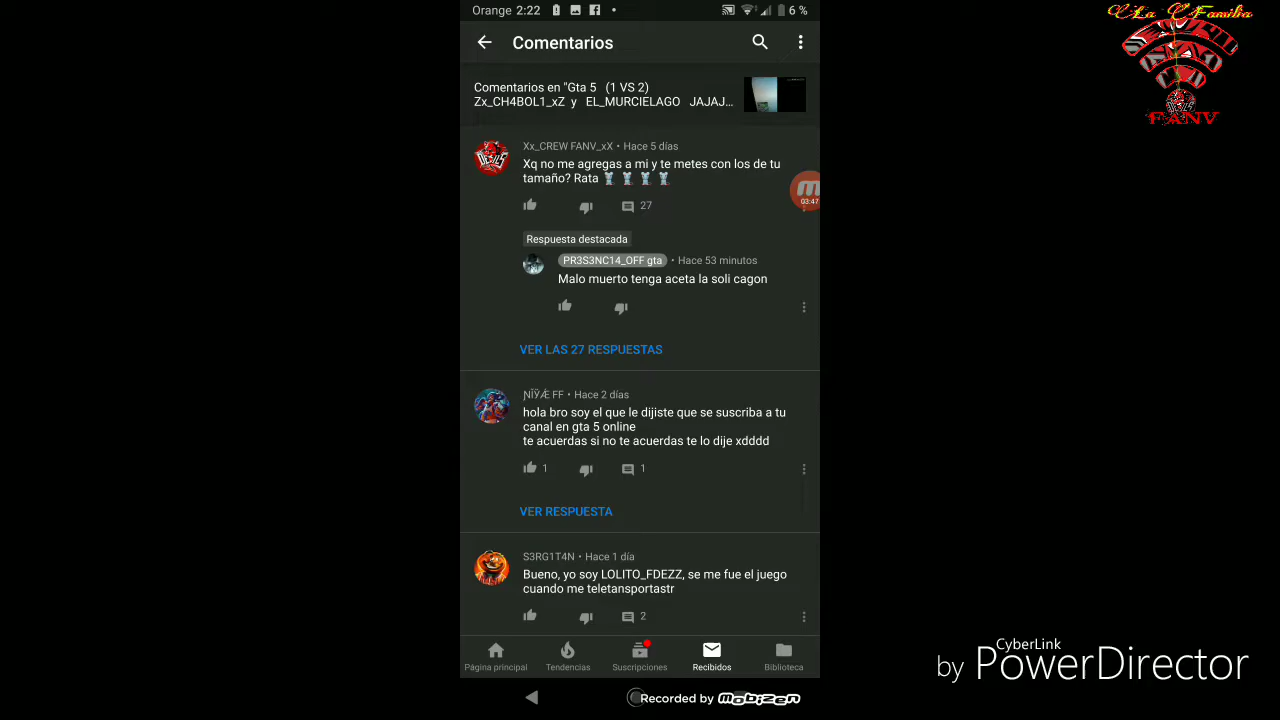 Orange 2:22
6 %
La Familia
FANV
Comentarios
Comentarios en "Gta 5 (1 VS 2)
Zx_CH4BOL1_xZ y EL_MURCIELAGO JAJAJ...
Xx_CREW FANV_xX • Hace 5 días
Xq no me agregas a mi y te metes con los de tu
tamaño? Rata 🐭 🐭 🐭 🐭
03:47
27
Respuesta destacada
PR3S3NC14_OFF gta • Hace 53 minutos
Malo muerto tenga aceta la soli cagon
VER LAS 27 RESPUESTAS
ƝĪŸǢ FF • Hace 2 días
hola bro soy el que le dijiste que se suscriba a tu
canal en gta 5 online
te acuerdas si no te acuerdas te lo dije xdddd
1 1
VER RESPUESTA
S3RG1T4N • Hace 1 día
Bueno, yo soy LOLITO_FDEZZ, se me fue el juego
cuando me teletansportastr
2
Página principal Tendencias Suscripciones Recibidos Biblioteca
Recorded by mobizen
CyberLink
by PowerDirector